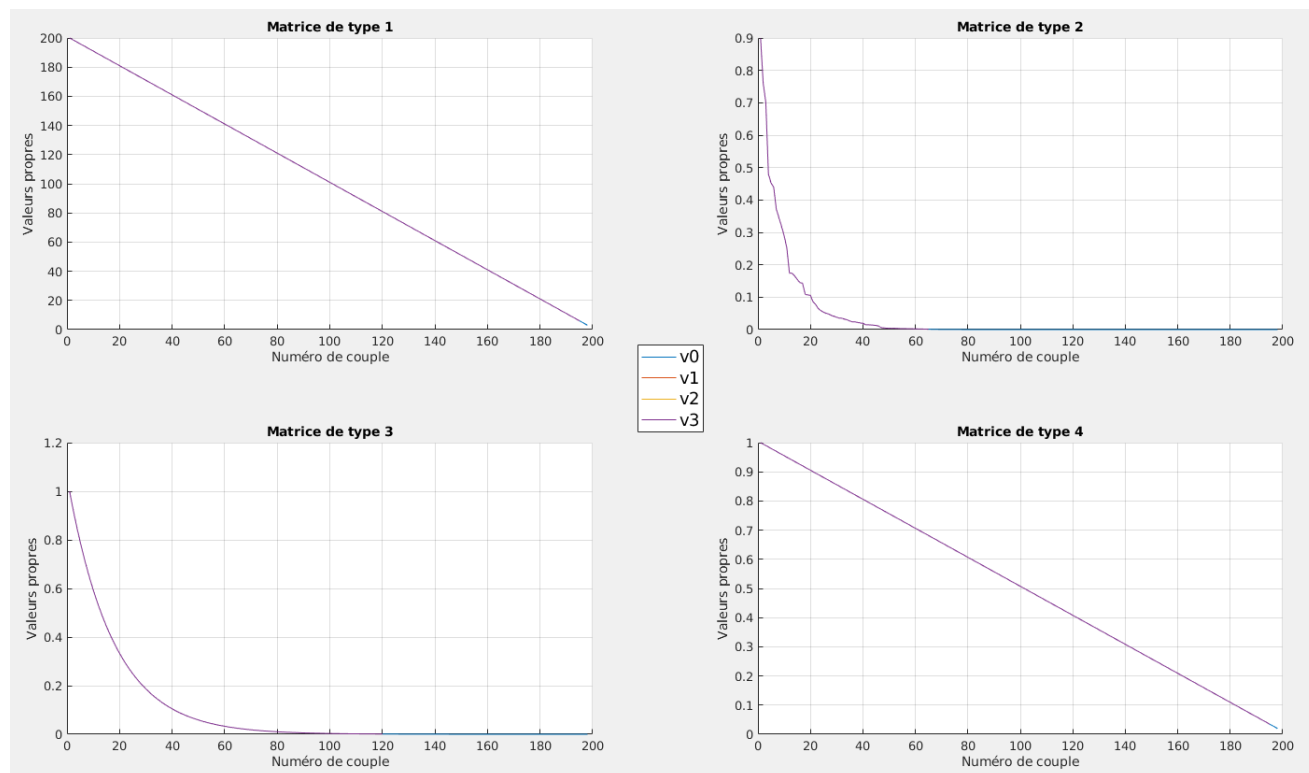 Matrice de type 1
200
180
160
140
120
100
80
60
40
20
0
Valeurs propres
0 20 40 60 80 100 120 140 160 180 200
Numéro de couple
Matrice de type 2
0.9
0.8
0.7
0.6
0.5
0.4
0.3
0.2
0.1
0
Valeurs propres
0 20 40 60 80 100 120 140 160 180 200
Numéro de couple
v0
v1
v2
v3
Matrice de type 3
1.2
1
0.8
0.6
0.4
0.2
0
Valeurs propres
0 20 40 60 80 100 120 140 160 180 200
Numéro de couple
Matrice de type 4
1
0.9
0.8
0.7
0.6
0.5
0.4
0.3
0.2
0.1
0
Valeurs propres
0 20 40 60 80 100 120 140 160 180 200
Numéro de couple